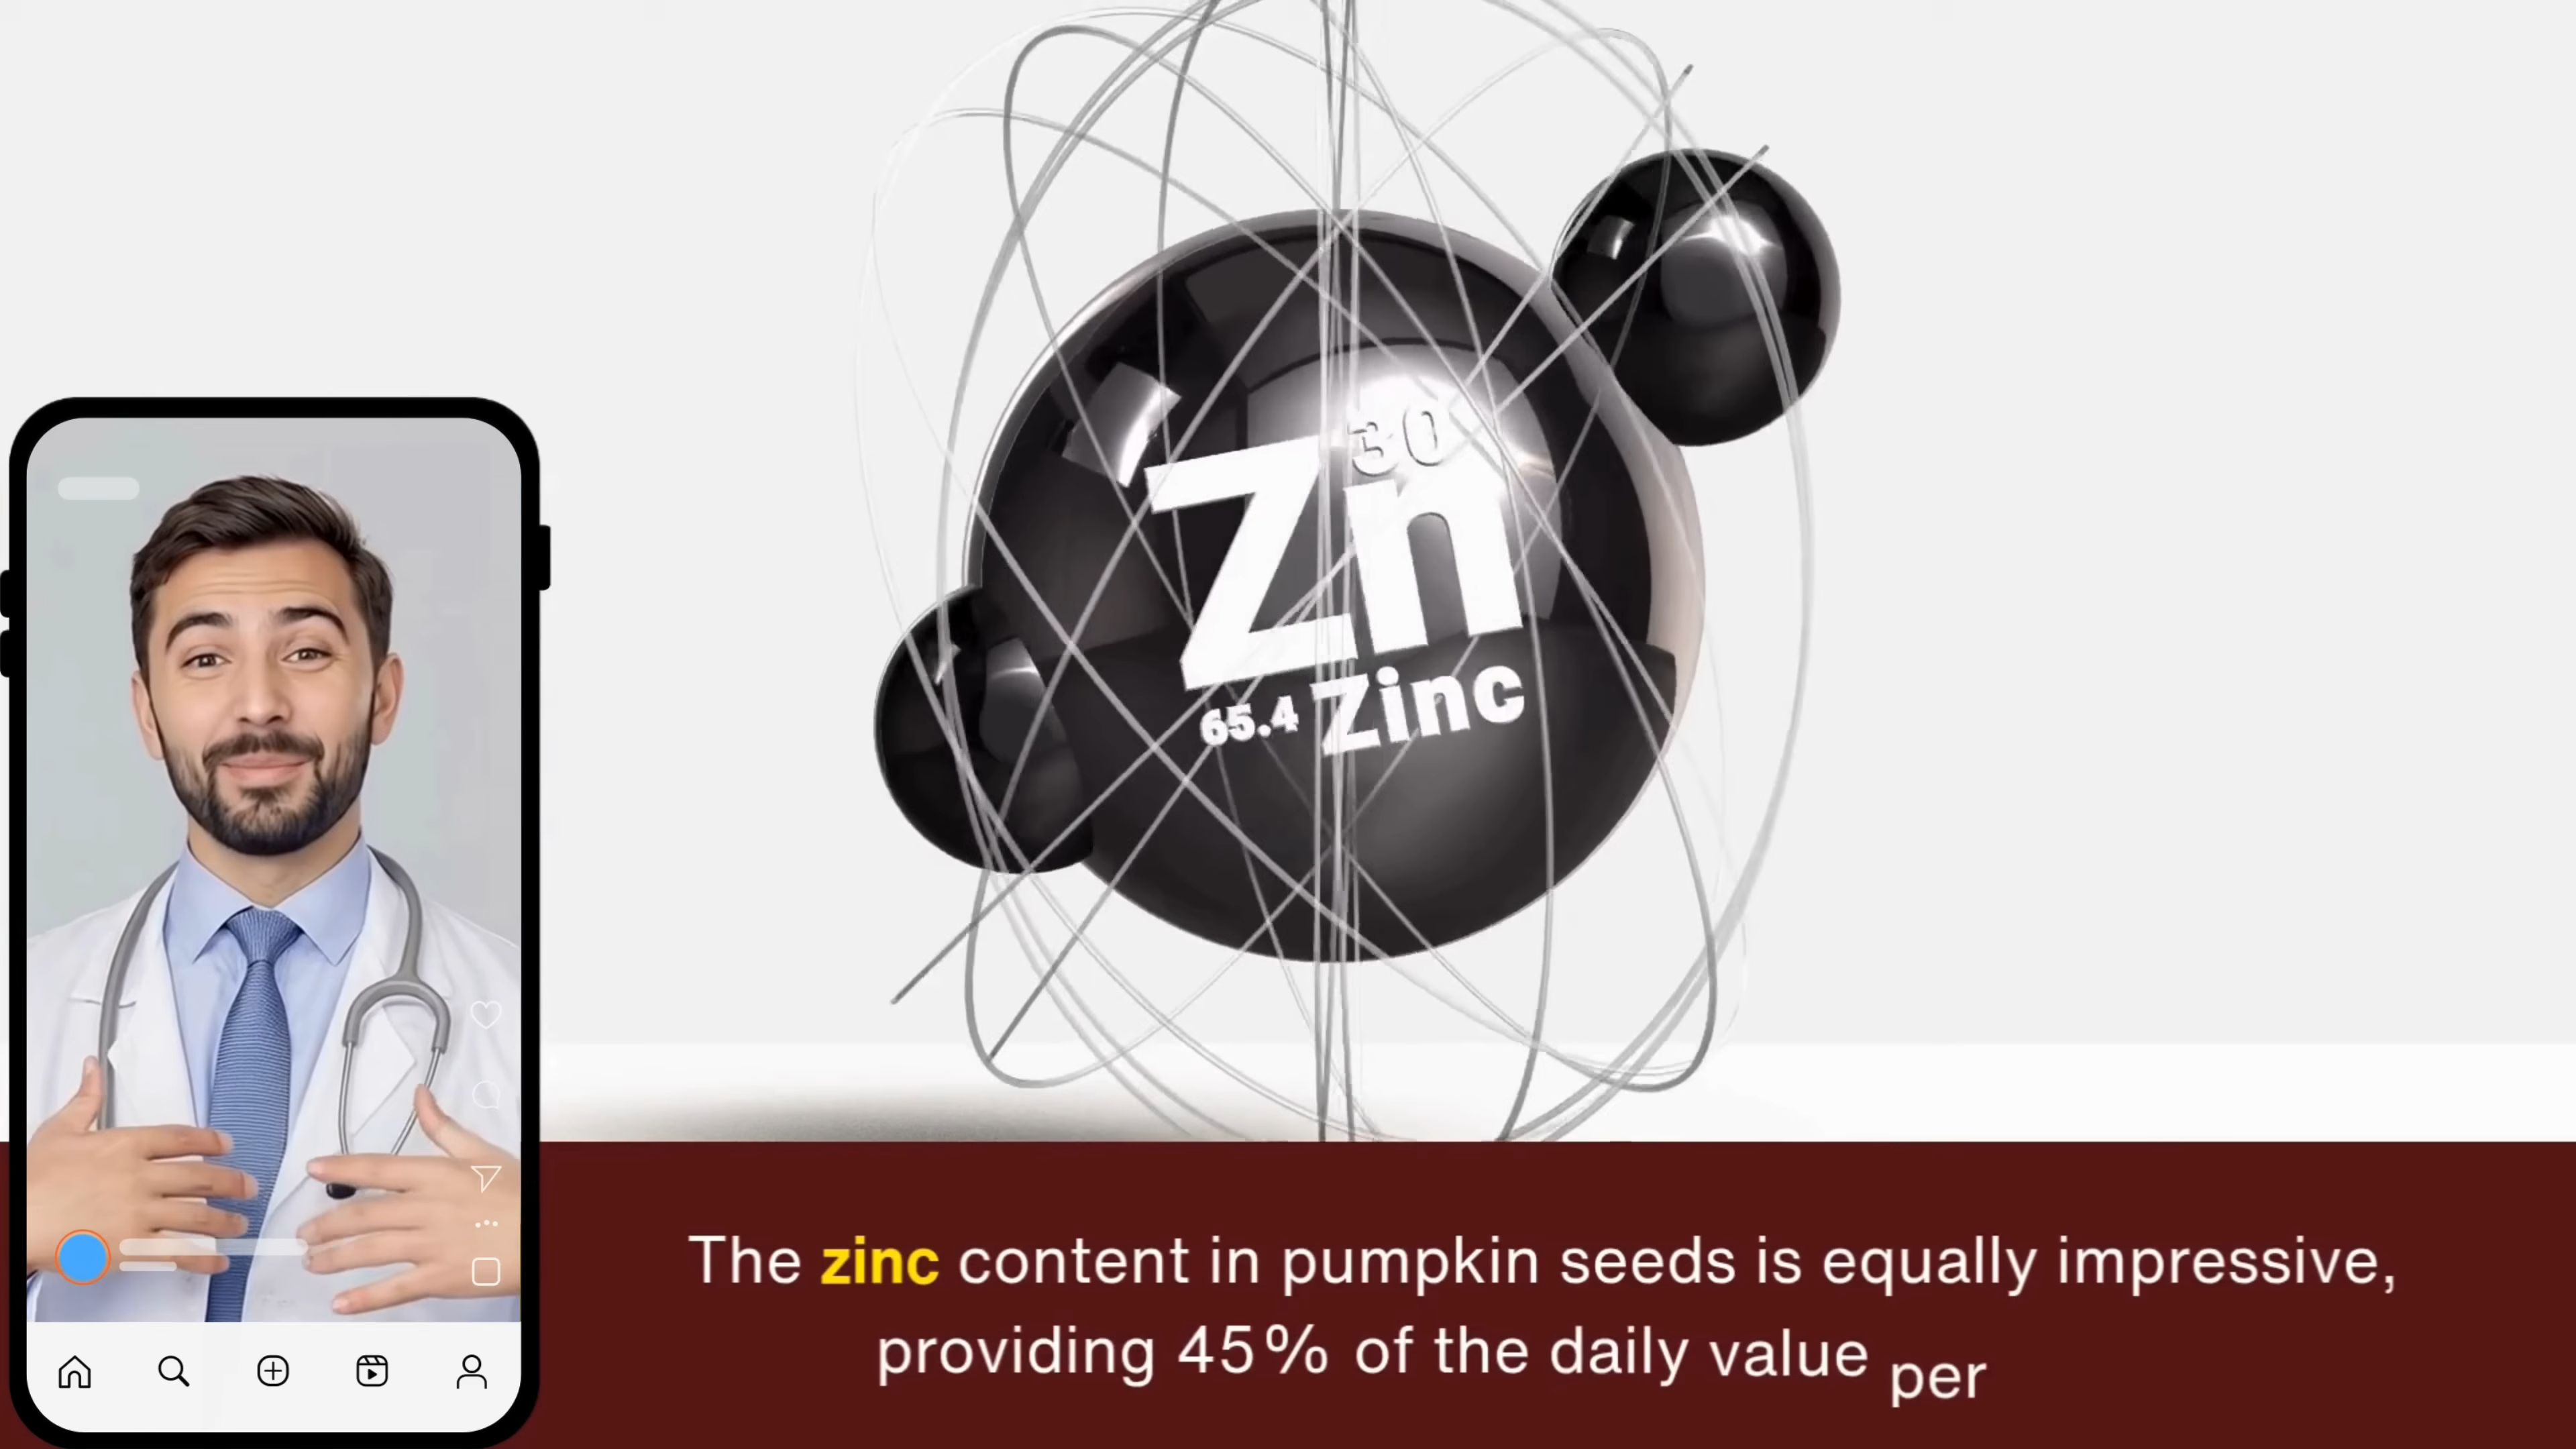 30
Zn
65.4 Zinc
The zinc content in pumpkin seeds is equally impressive,
providing 45% of the daily value per